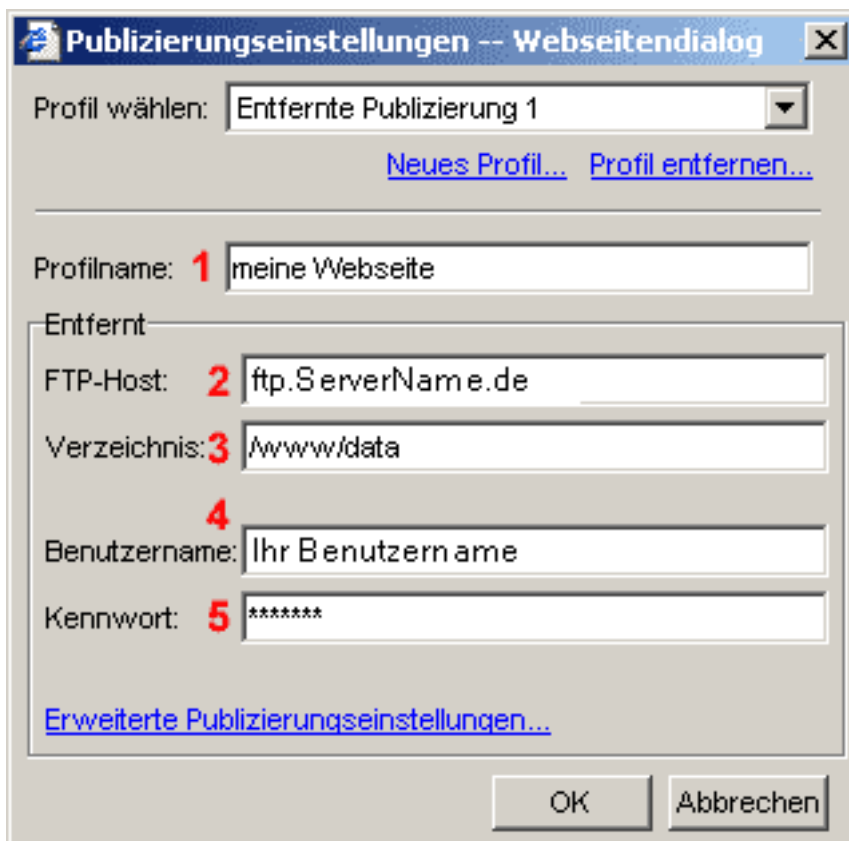 Publizierungseinstellungen -- Webseitendialog
Profil wählen: Entfernte Publizierung 1
Neues Profil... Profil entfernen...
Profilname: 1 meine Webseite
Entfernt
FTP-Host: 2 ftp.ServerName.de
Verzeichnis: 3 /www/data
4
Benutzername: Ihr Benutzername
Kennwort: 5 *******
Erweiterte Publizierungseinstellungen...
OK Abbrechen